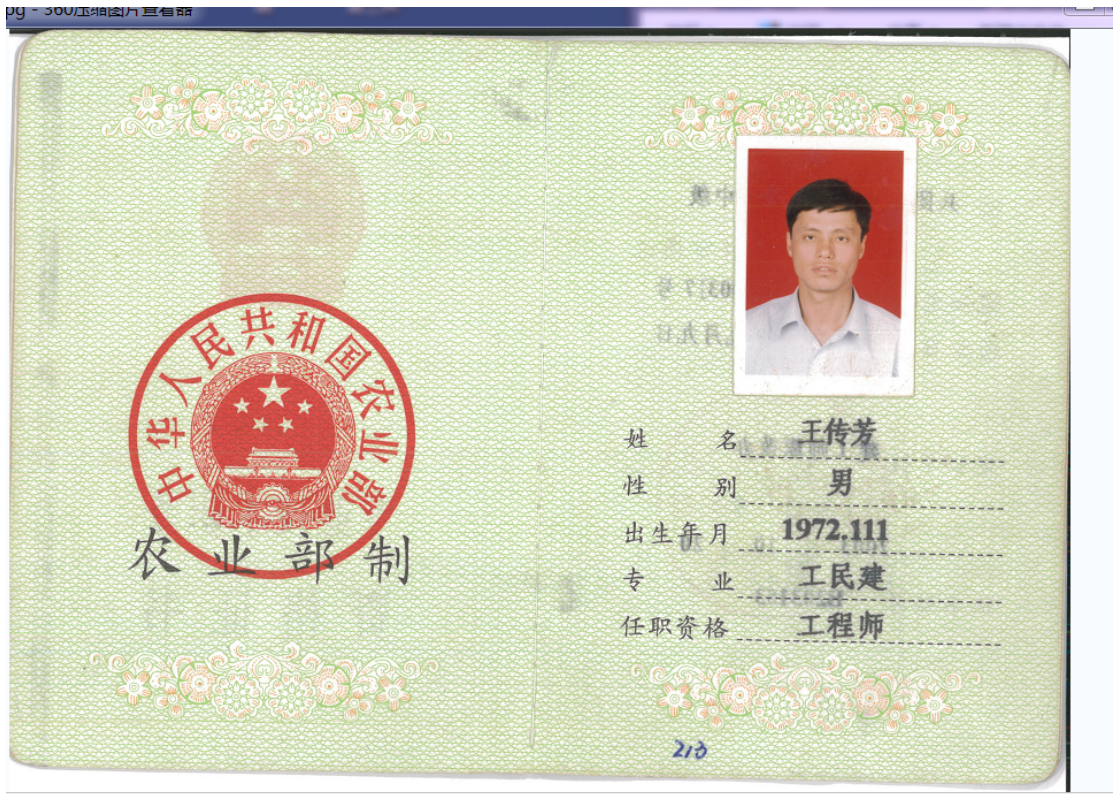 pg - 360压缩图片查看器
中华人民共和国农业部
农业部制
姓名 王传芳
性别 男
出生年月 1972.111
专业 工民建
任职资格 工程师
213